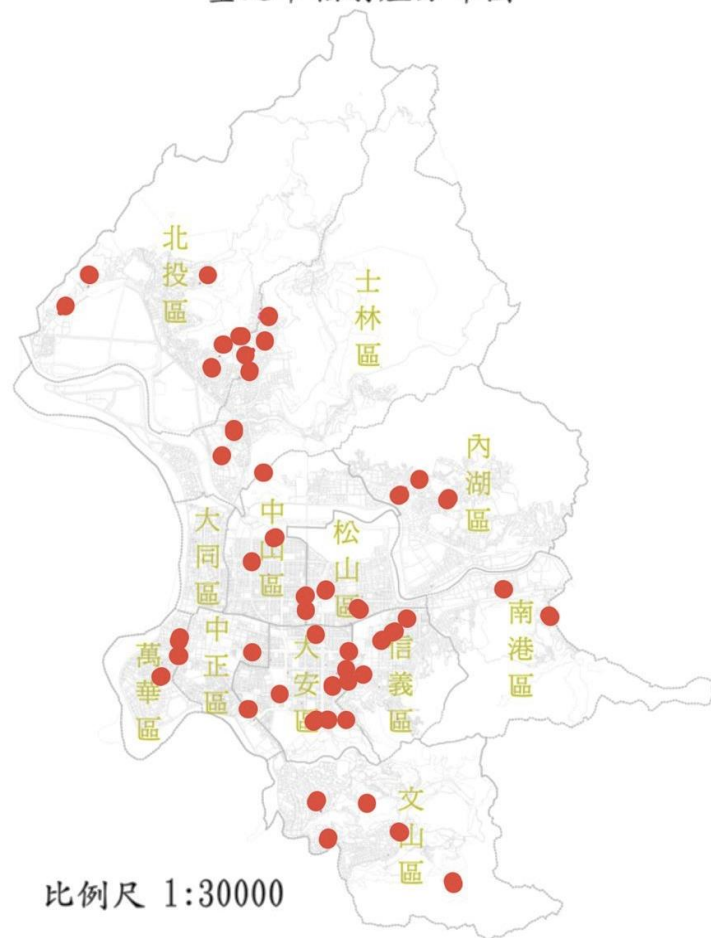 北投區
士林區
內湖區
大同區
中山區
松山區
南港區
萬華區
中正區
大安區
信義區
文山區
比例尺 1:30000